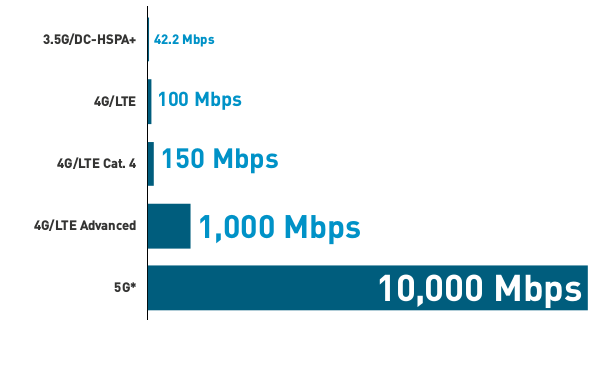 3.5G/DC-HSPA+ 42.2 Mbps
4G/LTE 100 Mbps
4G/LTE Cat. 4 150 Mbps
4G/LTE Advanced 1,000 Mbps
5G* 10,000 Mbps